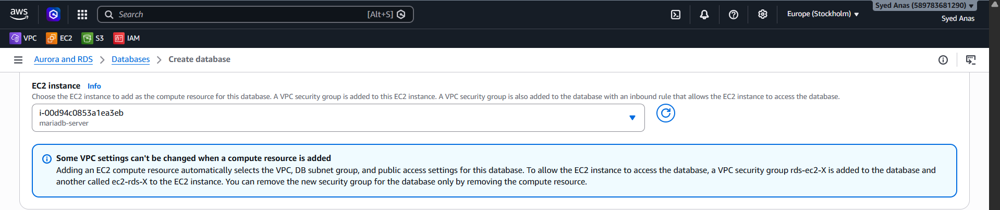 aws
Search
[Alt+S]
Europe (Stockholm)
Syed Anas (589783681290)
Syed Anas
VPC
EC2
S3
IAM
Aurora and RDS
Databases
Create database
EC2 instance Info
Choose the EC2 instance to add as the compute resource for this database. A VPC security group is added to this EC2 instance. A VPC security group is also added to the database with an inbound rule that allows the EC2 instance to access the database.
i-00d94c0853a1ea3eb
mariadb-server
Some VPC settings can't be changed when a compute resource is added
Adding an EC2 compute resource automatically selects the VPC, DB subnet group, and public access settings for this database. To allow the EC2 instance to access the database, a VPC security group rds-ec2-X is added to the database and
another called ec2-rds-X to the EC2 instance. You can remove the new security group for the database only by removing the compute resource.